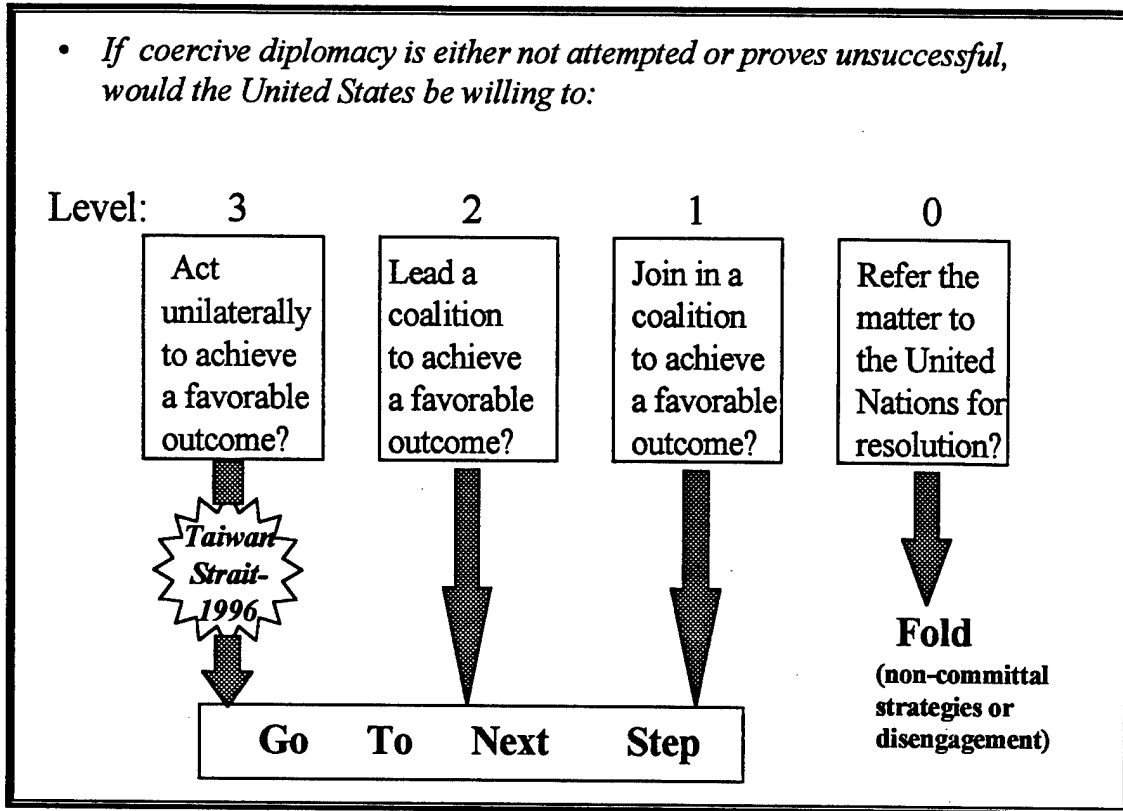 • If coercive diplomacy is either not attempted or proves unsuccessful,
would the United States be willing to:
Level: 3 2 1 0
Act
unilaterally
to achieve
a favorable
outcome?
Lead a
coalition
to achieve
a favorable
outcome?
Join in a
coalition
to achieve
a favorable
outcome?
Refer the
matter to
the United
Nations for
resolution?
Taiwan
Strait-
1996
Fold
(non-committal
strategies or
disengagement)
Go To Next Step